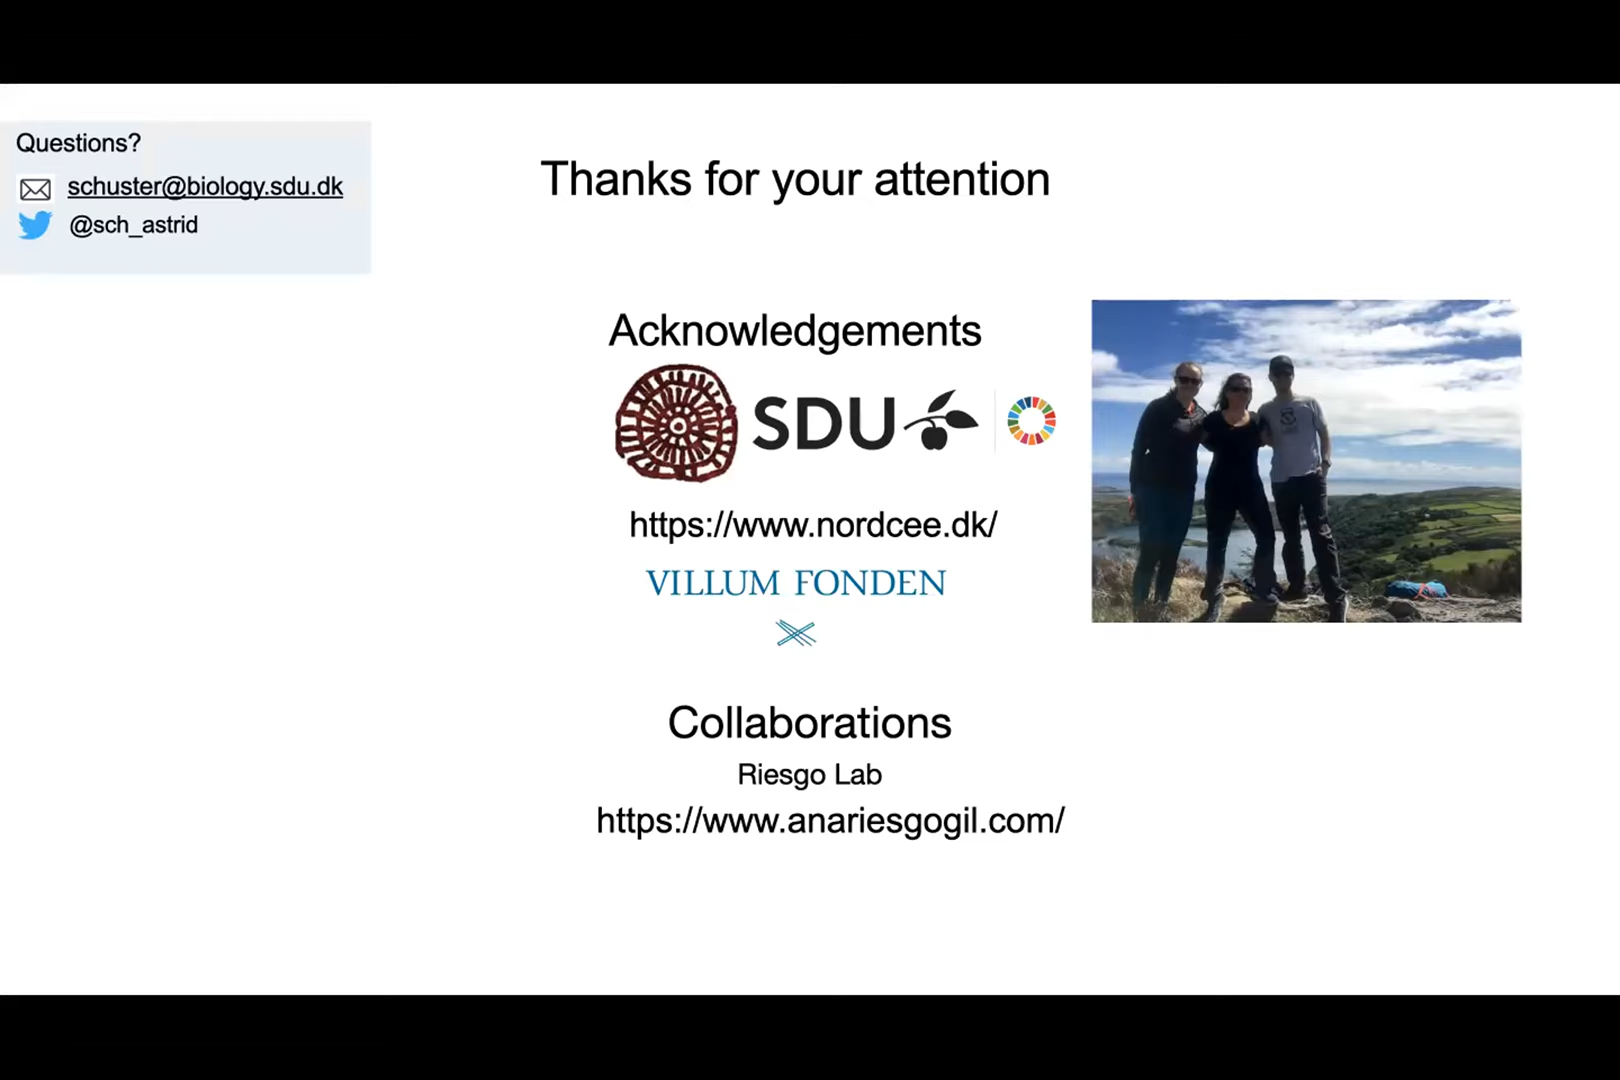 Questions?
schuster@biology.sdu.dk
@sch_astrid
Thanks for your attention
Acknowledgements
SDU
https://www.nordcee.dk/
VILLUM FONDEN
Collaborations
Riesgo Lab
https://www.anariesgogil.com/